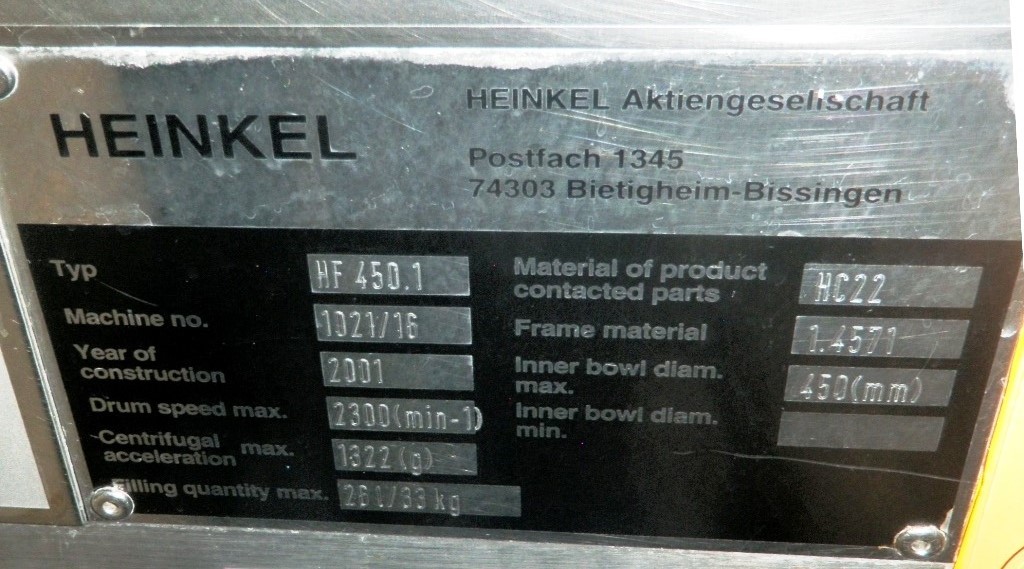 HEINKEL
HEINKEL Aktiengesellschaft
Postfach 1345
74303 Bietigheim-Bissingen
Typ HF 450.1
Machine no. 1021/16
Year of
construction 2001
Drum speed max. 2300(min-1)
Centrifugal
acceleration max. 1322(g)
Filling quantity max. 26l/33 kg
Material of product
contacted parts HC22
Frame material 1.4571
Inner bowl diam.
max. 450(mm)
Inner bowl diam.
min.